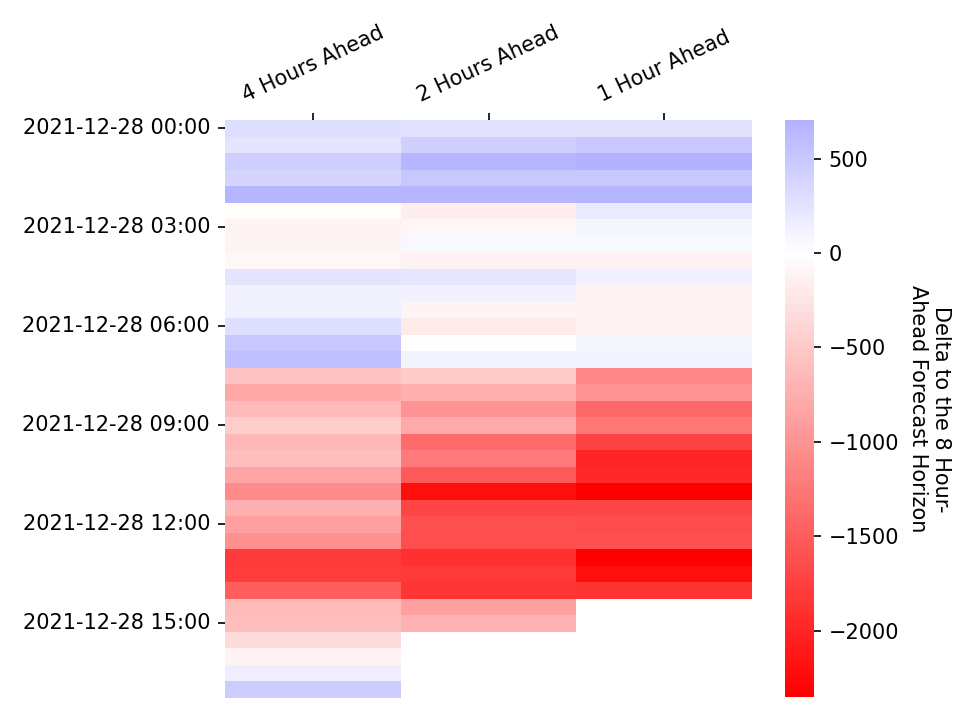 4 Hours Ahead
2 Hours Ahead
1 Hour Ahead
2021-12-28 00:00
2021-12-28 03:00
2021-12-28 06:00
2021-12-28 09:00
2021-12-28 12:00
2021-12-28 15:00
500
0
−500
−1000
−1500
−2000
Delta to the 8 Hour-
Ahead Forecast Horizon